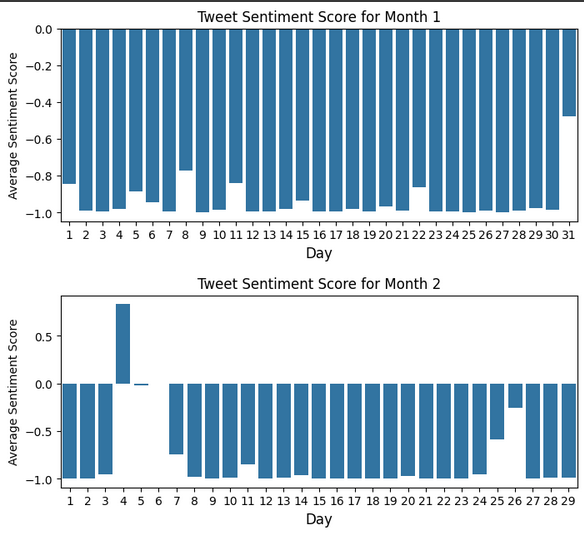 Tweet Sentiment Score for Month 1
Average Sentiment Score
0.0
−0.2
−0.4
−0.6
−0.8
−1.0
1 2 3 4 5 6 7 8 9 10 11 12 13 14 15 16 17 18 19 20 21 22 23 24 25 26 27 28 29 30 31
Day
Tweet Sentiment Score for Month 2
Average Sentiment Score
0.5
0.0
−0.5
−1.0
1 2 3 4 5 6 7 8 9 10 11 12 13 14 15 16 17 18 19 20 21 22 23 24 25 26 27 28 29
Day